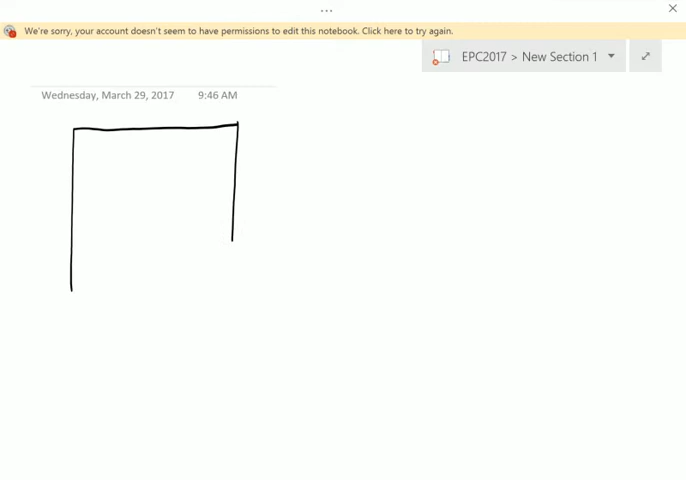 We're sorry, your account doesn't seem to have permissions to edit this notebook. Click here to try again.
EPC2017 > New Section 1
Wednesday, March 29, 2017 9:46 AM